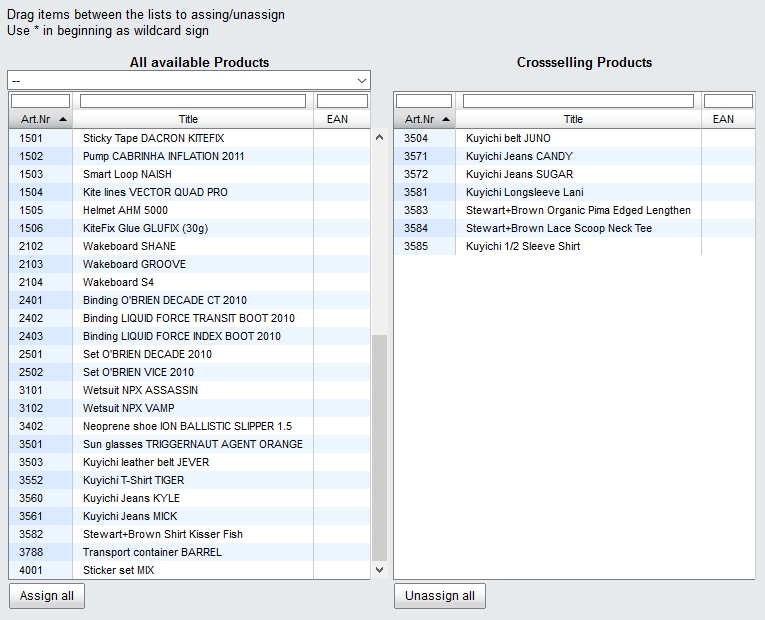 Drag items between the lists to assing/unassign
Use * in beginning as wildcard sign
All available Products
--
Art.Nr Title EAN
1501 Sticky Tape DACRON KITEFIX
1502 Pump CABRINHA INFLATION 2011
1503 Smart Loop NAISH
1504 Kite lines VECTOR QUAD PRO
1505 Helmet AHM 5000
1506 KiteFix Glue GLUFIX (30g)
2102 Wakeboard SHANE
2103 Wakeboard GROOVE
2104 Wakeboard S4
2401 Binding O'BRIEN DECADE CT 2010
2402 Binding LIQUID FORCE TRANSIT BOOT 2010
2403 Binding LIQUID FORCE INDEX BOOT 2010
2501 Set O'BRIEN DECADE 2010
2502 Set O'BRIEN VICE 2010
3101 Wetsuit NPX ASSASSIN
3102 Wetsuit NPX VAMP
3402 Neoprene shoe ION BALLISTIC SLIPPER 1.5
3501 Sun glasses TRIGGERNAUT AGENT ORANGE
3503 Kuyichi leather belt JEVER
3552 Kuyichi T-Shirt TIGER
3560 Kuyichi Jeans KYLE
3561 Kuyichi Jeans MICK
3582 Stewart+Brown Shirt Kisser Fish
3788 Transport container BARREL
4001 Sticker set MIX
Assign all
Crossselling Products
Art.Nr Title EAN
3504 Kuyichi belt JUNO
3571 Kuyichi Jeans CANDY
3572 Kuyichi Jeans SUGAR
3581 Kuyichi Longsleeve Lani
3583 Stewart+Brown Organic Pima Edged Lengthen
3584 Stewart+Brown Lace Scoop Neck Tee
3585 Kuyichi 1/2 Sleeve Shirt
Unassign all